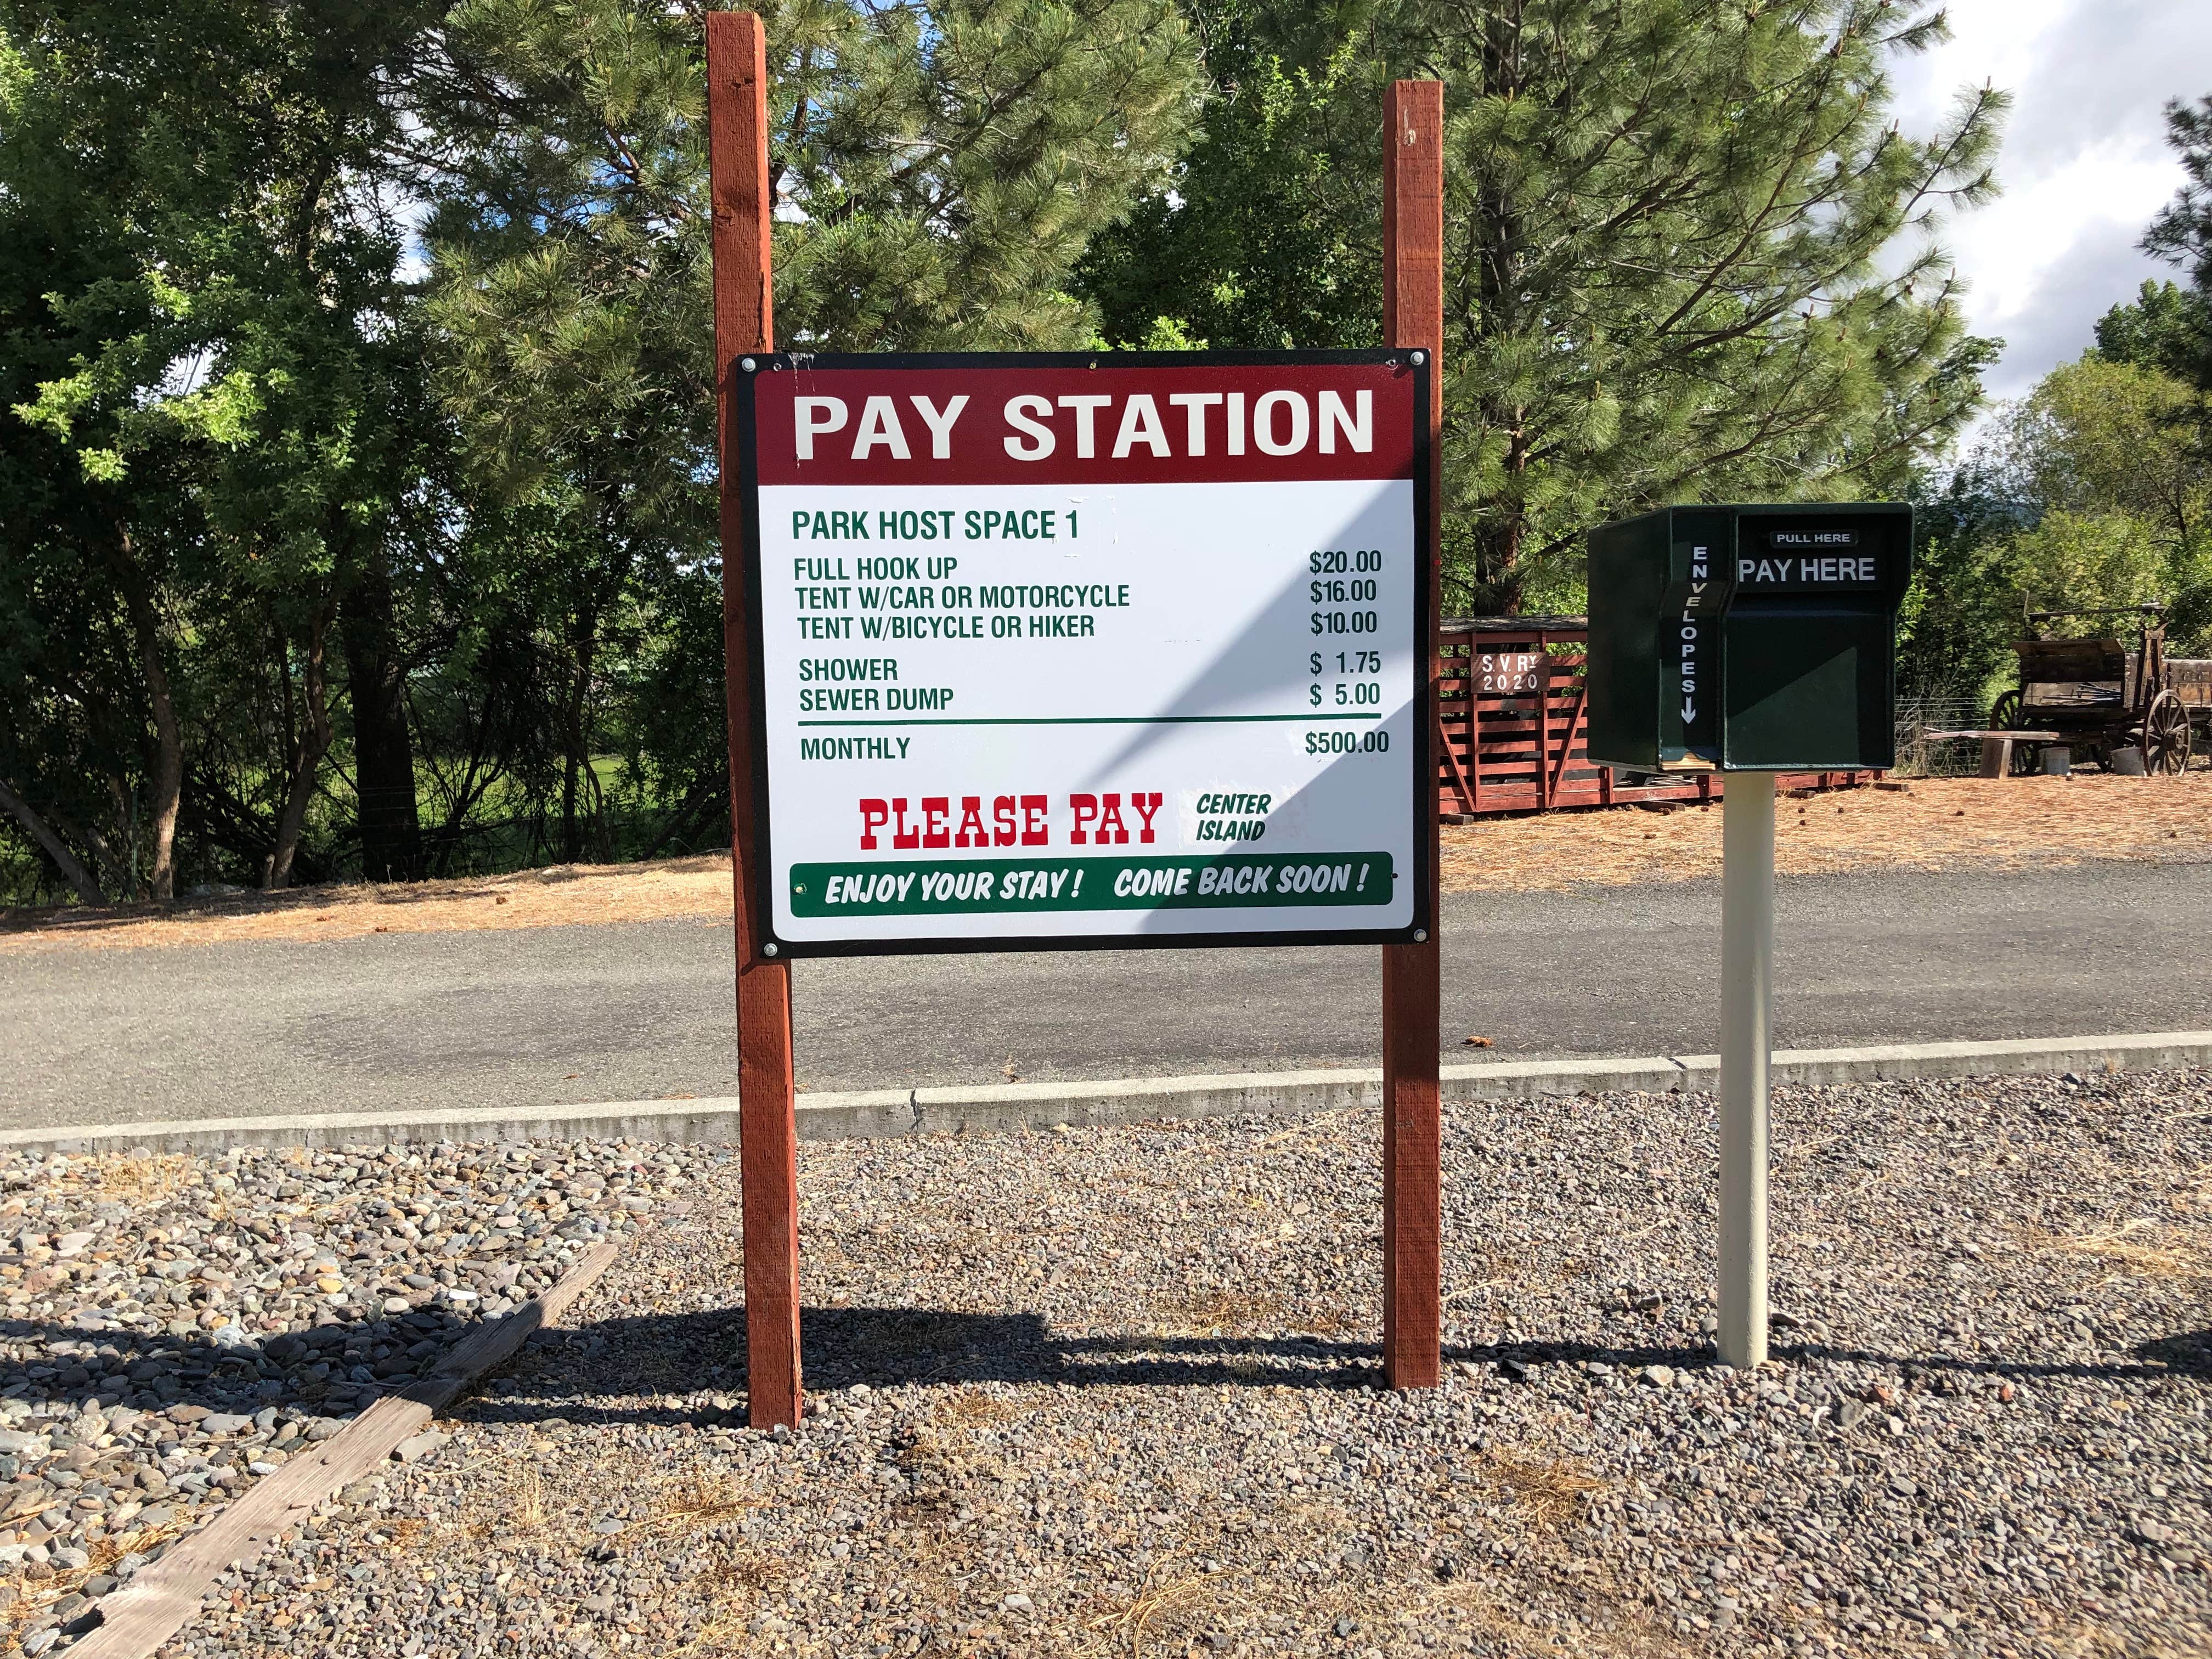 PAY STATION
PARK HOST SPACE 1
FULL HOOK UP $20.00
TENT W/CAR OR MOTORCYCLE $16.00
TENT W/BICYCLE OR HIKER $10.00
SHOWER $ 1.75
SEWER DUMP $ 5.00
MONTHLY $500.00
PLEASE PAY
CENTER
ISLAND
ENJOY YOUR STAY! COME BACK SOON!
PULL HERE
PAY HERE
ENVELOPES
S.V.RY
2020